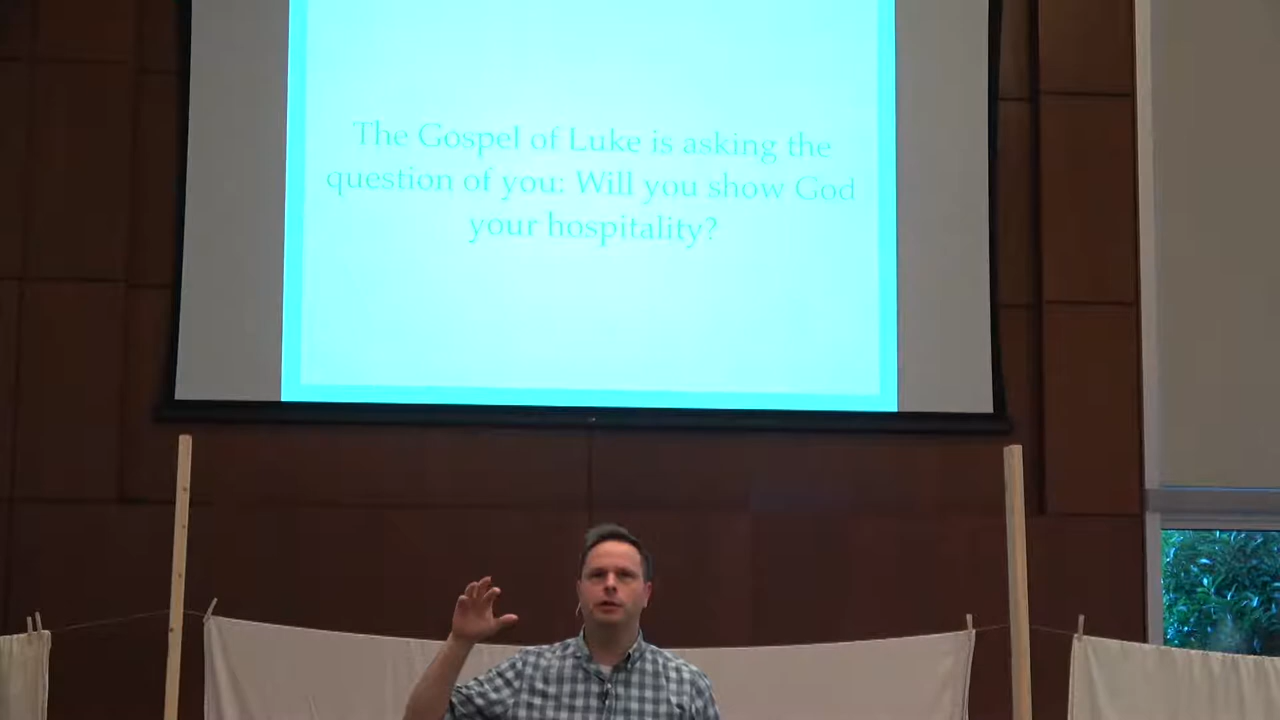 The Gospel of Luke is asking the
question of you: Will you show God
your hospitality?